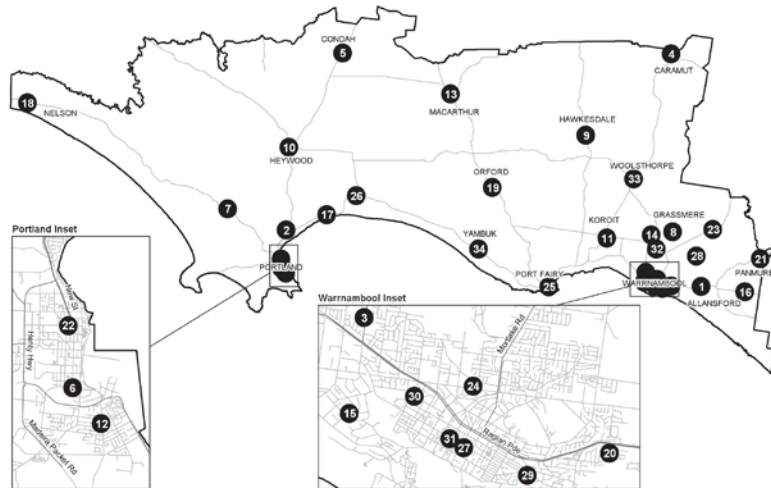 CONDAH
5
4
CARAMUT
13
MACARTHUR
18
NELSON
HAWKESDALE
9
10
HEYWOOD
WOOLSTHORPE
33
ORFORD
19
26
7
17
2
KOROIT
11
GRASSMERE
14
8
23
32
28
YAMBUK
34
21
PANMURE
PORTLAND
PORT FAIRY
25
WARRNAMBOOL
1
16
ALLANSFORD
Portland Inset
New St
22
Henty Hwy
6
12
Madeira Packet Rd
Warrnambool Inset
3
Mortlake Rd
24
30
15
Raglan Pde
31
27
20
29